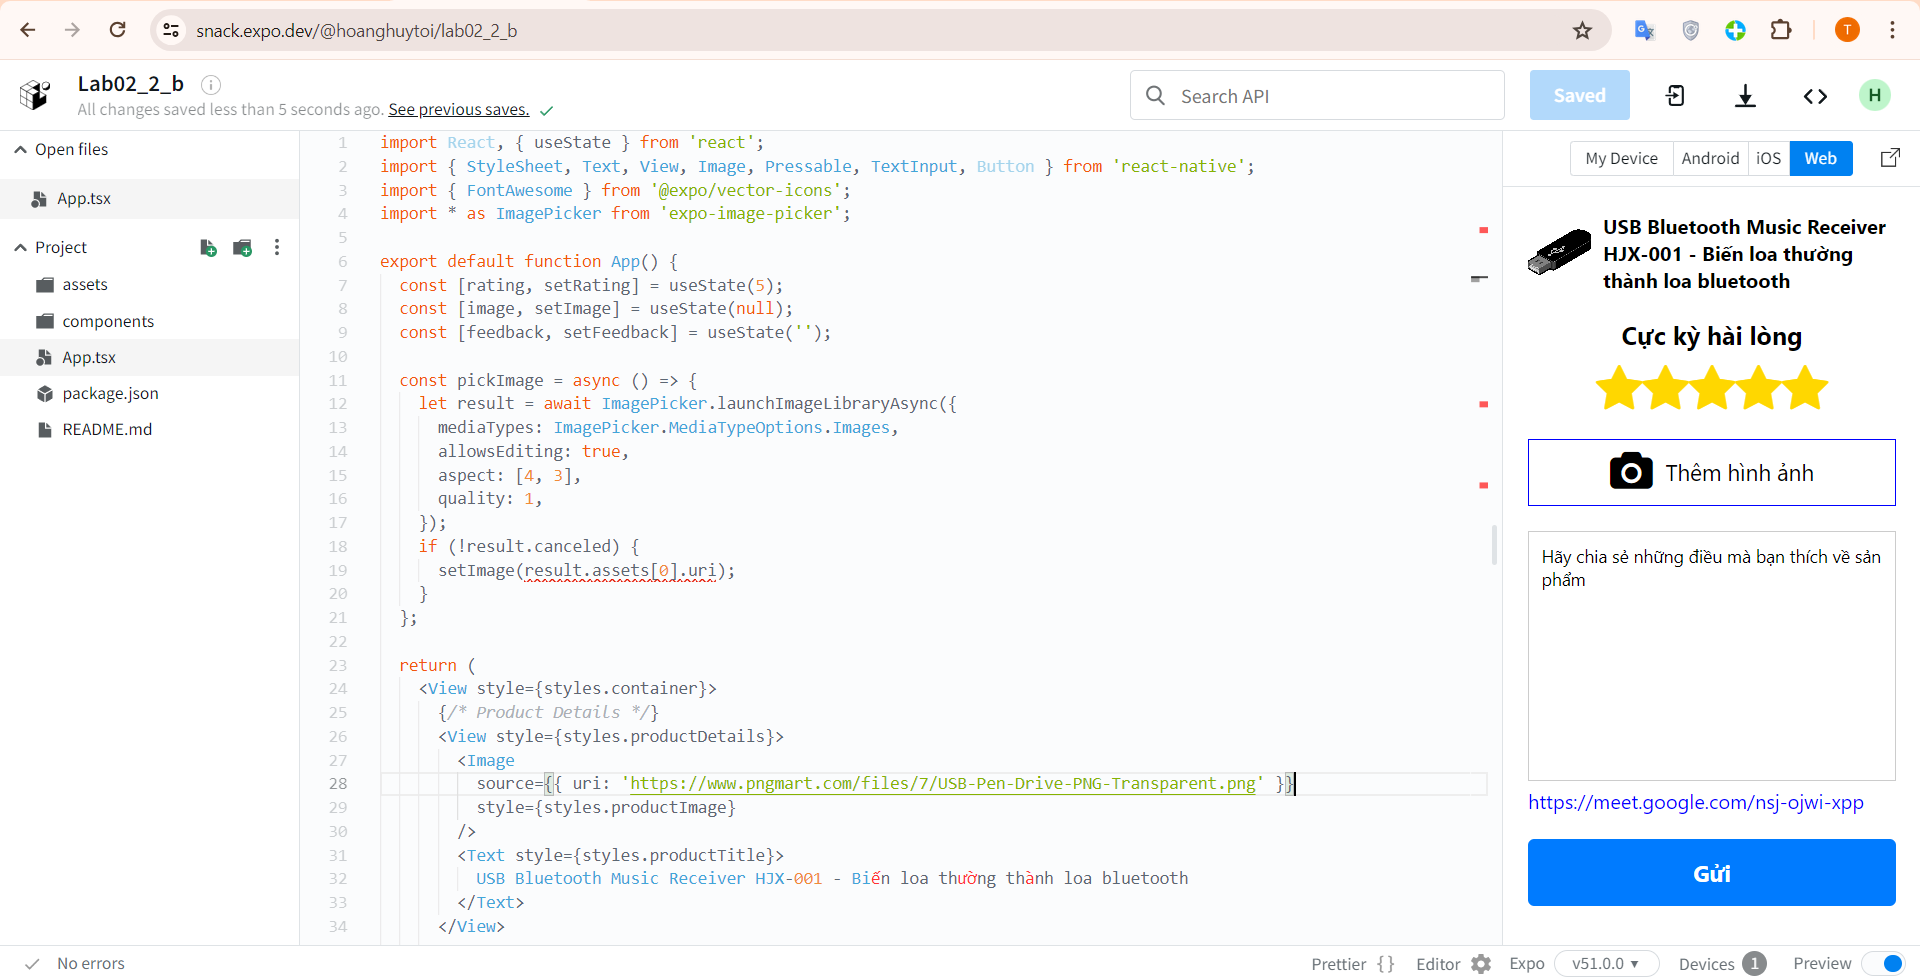 snack.expo.dev/@hoanghuytoi/lab02_2_b
T
Lab02_2_b
All changes saved less than 5 seconds ago. See previous saves.
Search API
Saved
H
Open files
App.tsx
Project
assets
components
App.tsx
package.json
README.md
1 import React, { useState } from 'react';
2 import { StyleSheet, Text, View, Image, Pressable, TextInput, Button } from 'react-native';
3 import { FontAwesome } from '@expo/vector-icons';
4 import * as ImagePicker from 'expo-image-picker';
5
6 export default function App() {
7 const [rating, setRating] = useState(5);
8 const [image, setImage] = useState(null);
9 const [feedback, setFeedback] = useState('');
10
11 const pickImage = async () => {
12 let result = await ImagePicker.launchImageLibraryAsync({
13 mediaTypes: ImagePicker.MediaTypeOptions.Images,
14 allowsEditing: true,
15 aspect: [4, 3],
16 quality: 1,
17 });
18 if (!result.canceled) {
19 setImage(result.assets[0].uri);
20 }
21 };
22
23 return (
24 <View style={styles.container}>
25 {/* Product Details */}
26 <View style={styles.productDetails}>
27 <Image
28 source={{ uri: 'https://www.pngmart.com/files/7/USB-Pen-Drive-PNG-Transparent.png' }}
29 style={styles.productImage}
30 />
31 <Text style={styles.productTitle}>
32 USB Bluetooth Music Receiver HJX-001 - Biến loa thường thành loa bluetooth
33 </Text>
34 </View>
My Device
Android
iOS
Web
USB Bluetooth Music Receiver
HJX-001 - Biến loa thường
thành loa bluetooth
Cực kỳ hài lòng
Thêm hình ảnh
Hãy chia sẻ những điều mà bạn thích về sản
phẩm
https://meet.google.com/nsj-ojwi-xpp
Gửi
No errors
Prettier {}
Editor
Expo
v51.0.0
Devices 1
Preview